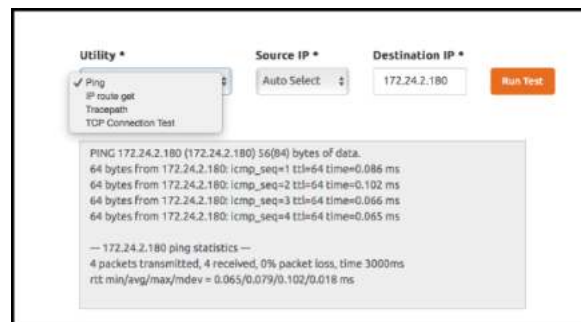 Utility * Source IP * Destination IP *
✓ Ping Auto Select 172.24.2.180 Run Test
IP route get
Tracepath
TCP Connection Test
PING 172.24.2.180 (172.24.2.180) 56(84) bytes of data.
64 bytes from 172.24.2.180: icmp_seq=1 ttl=64 time=0.086 ms
64 bytes from 172.24.2.180: icmp_seq=2 ttl=64 time=0.102 ms
64 bytes from 172.24.2.180: icmp_seq=3 ttl=64 time=0.066 ms
64 bytes from 172.24.2.180: icmp_seq=4 ttl=64 time=0.065 ms
--- 172.24.2.180 ping statistics ---
4 packets transmitted, 4 received, 0% packet loss, time 3000ms
rtt min/avg/max/mdev = 0.065/0.079/0.102/0.018 ms